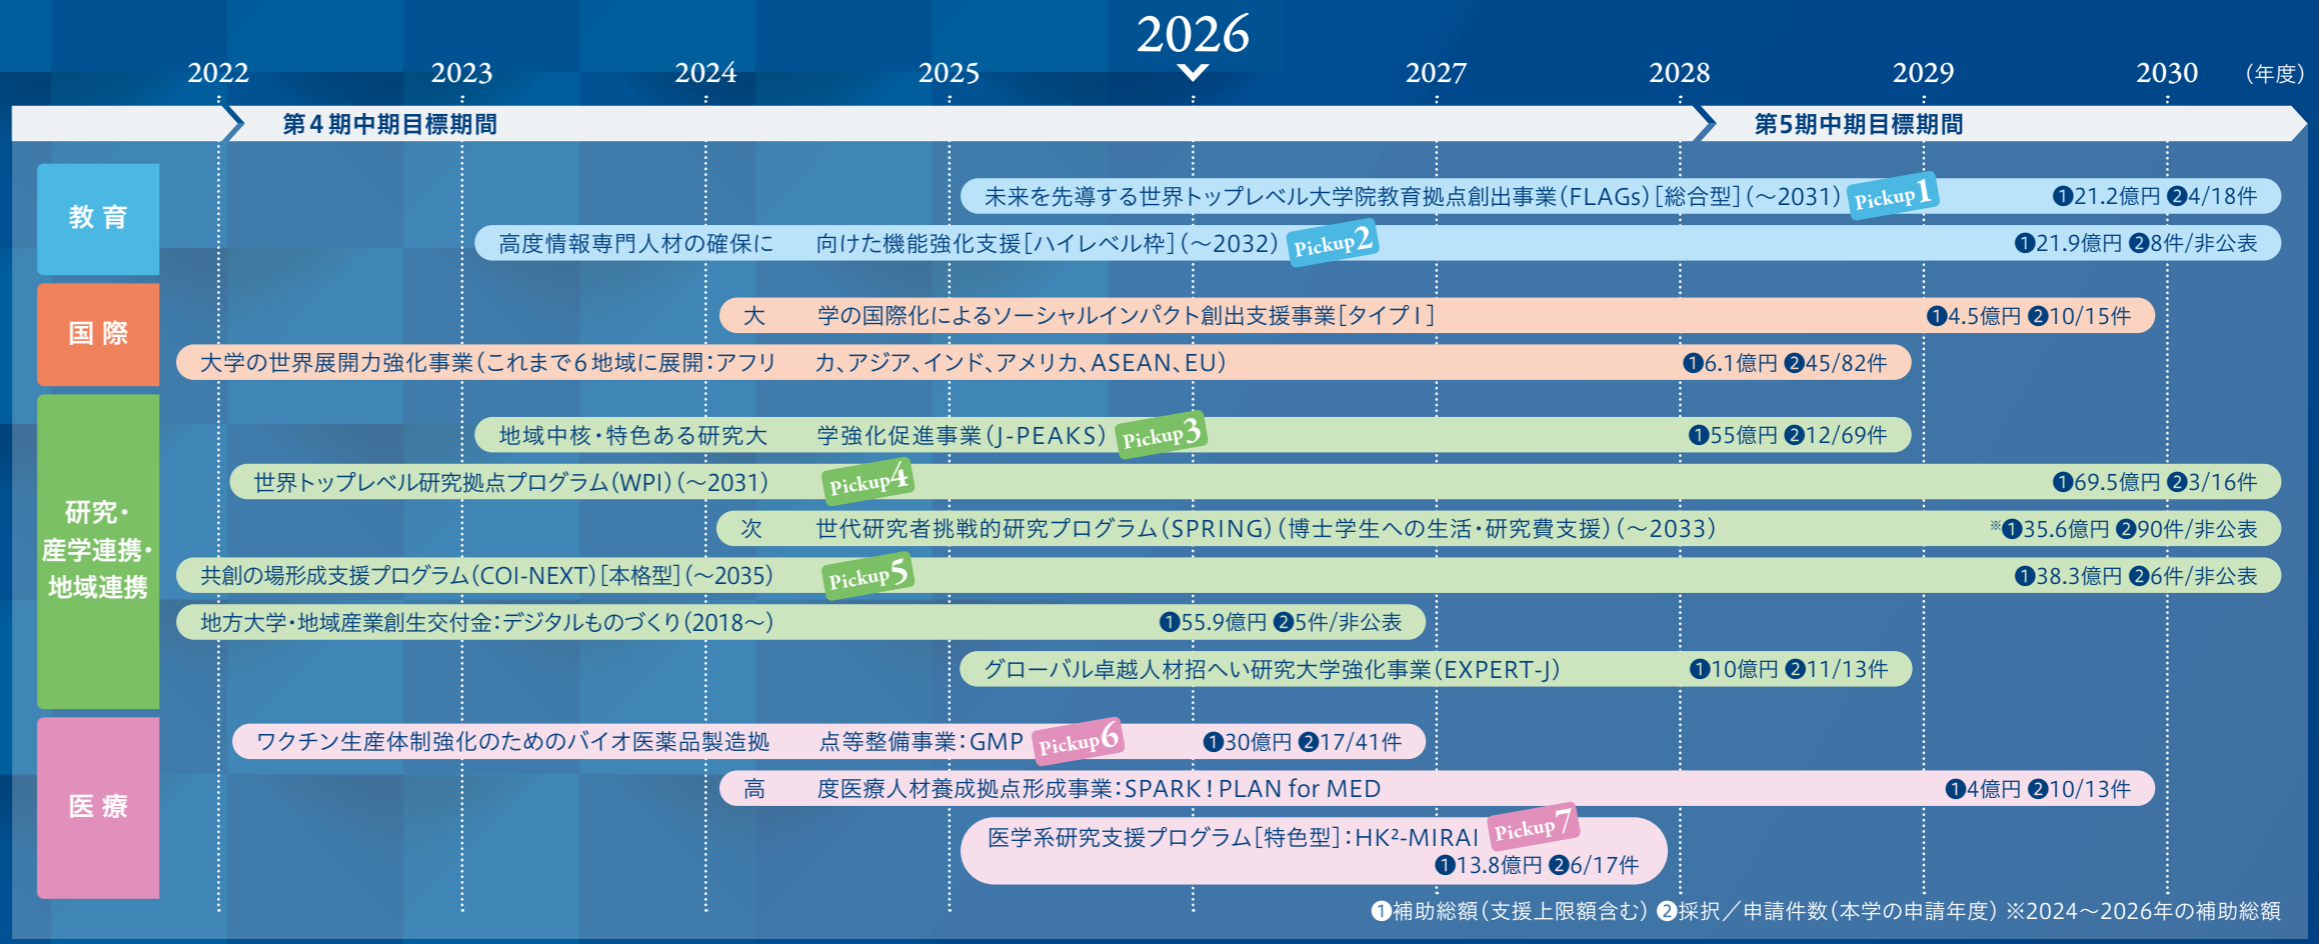 2026
2022 2023 2024 2025 2027 2028 2029 2030 (年度)
第4期中期目標期間 第5期中期目標期間
教育
未来を先導する世界トップレベル大学院教育拠点創出事業(FLAGs)[総合型](～2031) Pickup1 ❶21.2億円 ❷4/18件
高度情報専門人材の確保に 向けた機能強化支援[ハイレベル枠](～2032) Pickup2 ❶21.9億円 ❷8件/非公表
国際
大 学の国際化によるソーシャルインパクト創出支援事業[タイプⅠ] ❶4.5億円 ❷10/15件
大学の世界展開力強化事業(これまで6地域に展開:アフリ カ、アジア、インド、アメリカ、ASEAN、EU) ❶6.1億円 ❷45/82件
研究・
産学連携・
地域連携
地域中核・特色ある研究大 学強化促進事業(J-PEAKS) Pickup3 ❶55億円 ❷12/69件
世界トップレベル研究拠点プログラム(WPI)(～2031) Pickup4 ❶69.5億円 ❷3/16件
次 世代研究者挑戦的研究プログラム(SPRING)(博士学生への生活・研究費支援)(～2033) ※❶35.6億円 ❷90件/非公表
共創の場形成支援プログラム(COI-NEXT)[本格型](～2035) Pickup5 ❶38.3億円 ❷6件/非公表
地方大学・地域産業創生交付金:デジタルものづくり(2018～) ❶55.9億円 ❷5件/非公表
グローバル卓越人材招へい研究大学強化事業(EXPERT-J) ❶10億円 ❷11/13件
医療
ワクチン生産体制強化のためのバイオ医薬品製造拠 点等整備事業:GMP Pickup6 ❶30億円 ❷17/41件
高 度医療人材養成拠点形成事業:SPARK!PLAN for MED ❶4億円 ❷10/13件
医学系研究支援プログラム[特色型]:HK²-MIRAI Pickup7
❶13.8億円 ❷6/17件
❶補助総額(支援上限額含む) ❷採択／申請件数(本学の申請年度) ※2024～2026年の補助総額